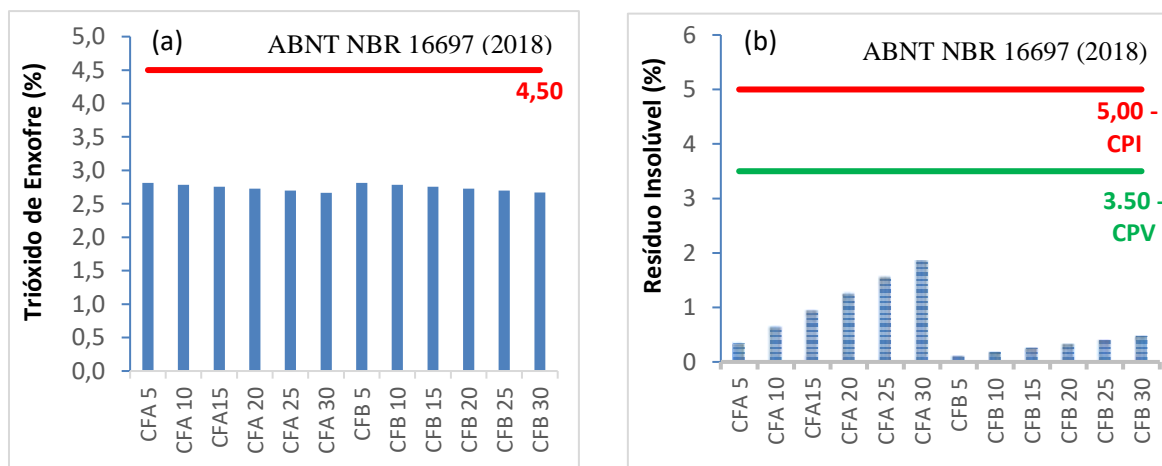 (a)
ABNT NBR 16697 (2018)
Trióxido de Enxofre (%)
5,0
4,5
4,0
3,5
3,0
2,5
2,0
1,5
1,0
0,5
0,0
4,50
CFA 5
CFA 10
CFA15
CFA 20
CFA 25
CFA 30
CFB 5
CFB 10
CFB 15
CFB 20
CFB 25
CFB 30
(b)
ABNT NBR 16697 (2018)
Resíduo Insolúvel (%)
6
5
4
3
2
1
0
5,00 -
CPI
3.50 -
CPV
CFA 5
CFA 10
CFA 15
CFA 20
CFA 25
CFA 30
CFB 5
CFB 10
CFB 15
CFB 20
CFB 25
CFB 30